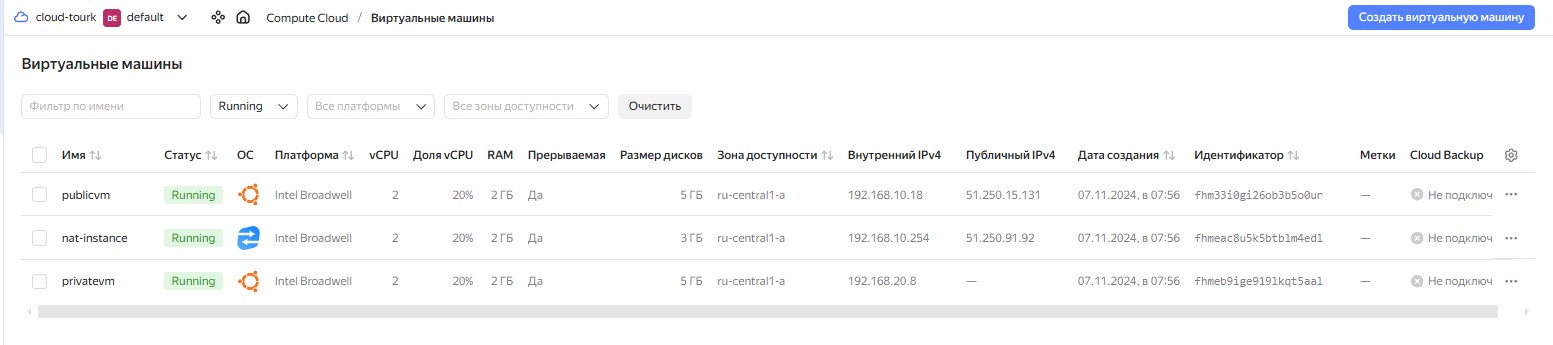 cloud-tourk DE default Compute Cloud / Виртуальные машины Создать виртуальную машину
Виртуальные машины
Фильтр по имени Running Все платформы Все зоны доступности Очистить
Имя Статус ОС Платформа vCPU Доля vCPU RAM Прерываемая Размер дисков Зона доступности Внутренний IPv4 Публичный IPv4 Дата создания Идентификатор Метки Cloud Backup
publicvm Running Intel Broadwell 2 20% 2 ГБ Да 5 ГБ ru-central1-a 192.168.10.18 51.250.15.131 07.11.2024, в 07:56 fhm33i0gi26ob3b5o0ur — Не подключ ...
nat-instance Running Intel Broadwell 2 20% 2 ГБ Да 3 ГБ ru-central1-a 192.168.10.254 51.250.91.92 07.11.2024, в 07:56 fhmeac8u5k5btblm4edl — Не подключ ...
privatevm Running Intel Broadwell 2 20% 2 ГБ Да 5 ГБ ru-central1-a 192.168.20.8 — 07.11.2024, в 07:56 fhmeb9ige919lkqt5aal — Не подключ ...